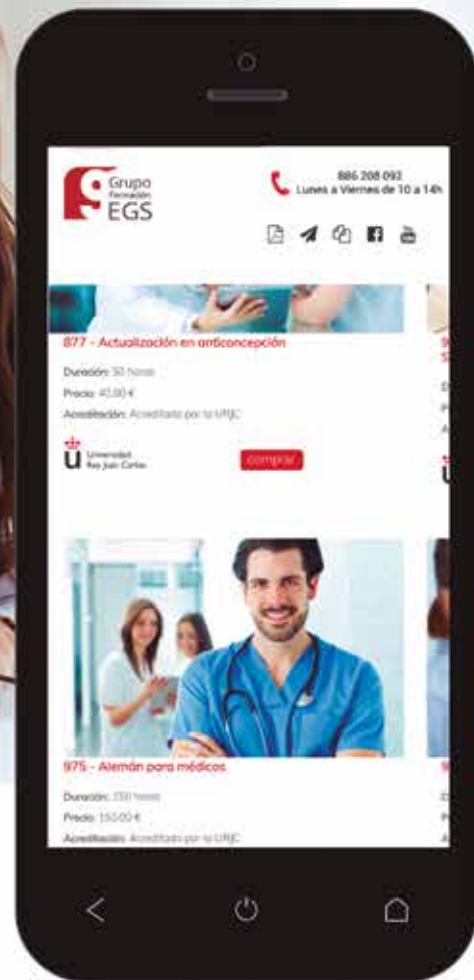 Grupo
Formación
EGS
886 208 092
Lunes a Viernes de 10 a 14h
877 - Actualización en anticoncepción
Duración: 50 horas
Precio: 40.00 €
Acreditación: Acreditado por la URJC
Universidad
Rey Juan Carlos
comprar
975 - Alemán para médicos
Duración: 150 horas
Precio: 150.00 €
Acreditación: Acreditado por la URJC